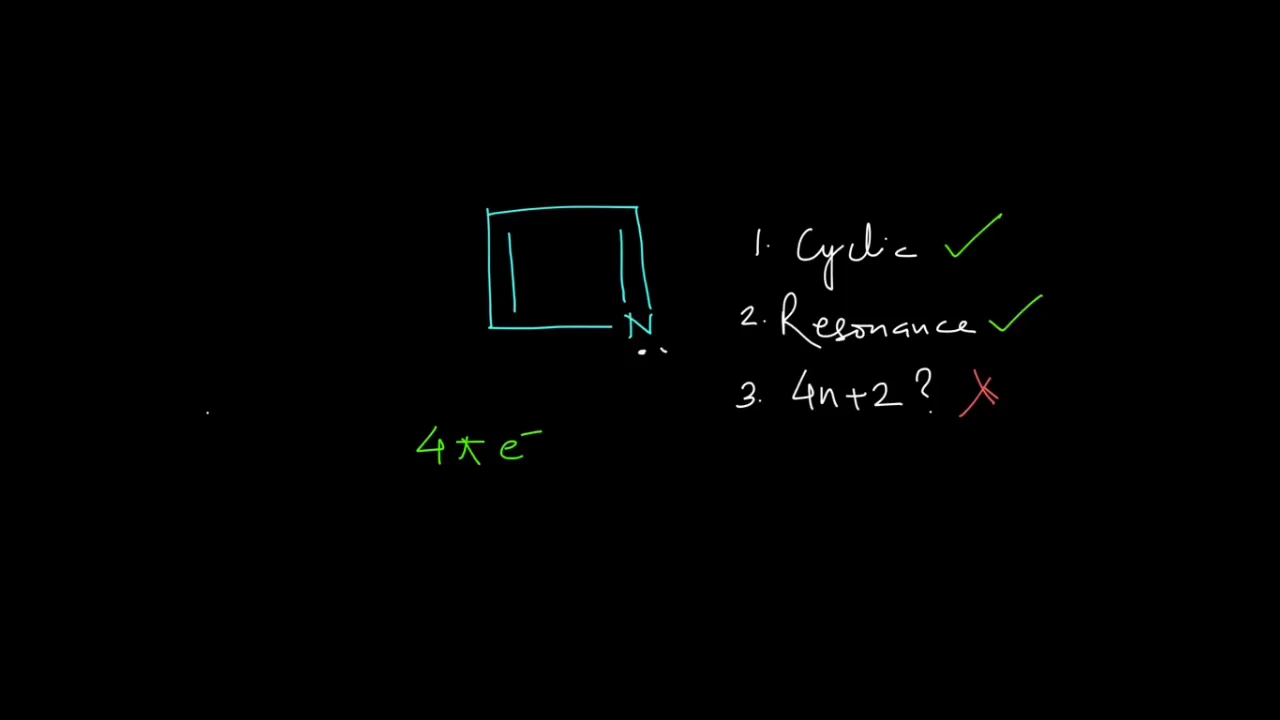 N
1. Cyclic ✓
2. Resonance ✓
3. 4n+2? ✗
4π e⁻